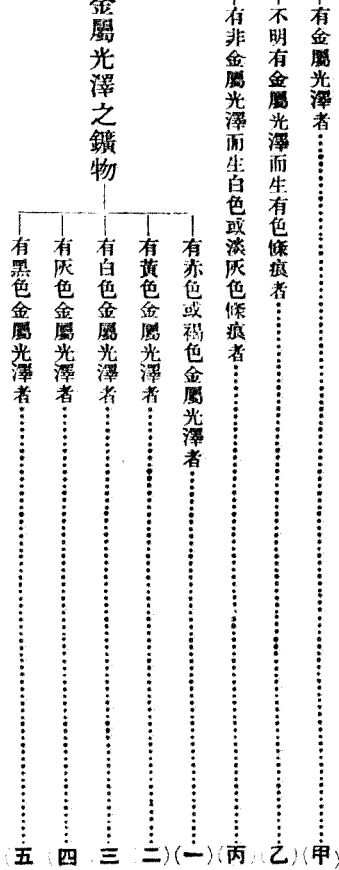 有金屬光澤者………(甲)
不明有金屬光澤而生有色條痕者………(乙)
有非金屬光澤而生白色或淡灰色條痕者………(丙)
金屬光澤之鑛物
有赤色或褐色金屬光澤者………(一)
有黃色金屬光澤者………(二)
有白色金屬光澤者………(三)
有灰色金屬光澤者………(四)
有黑色金屬光澤者………(五)